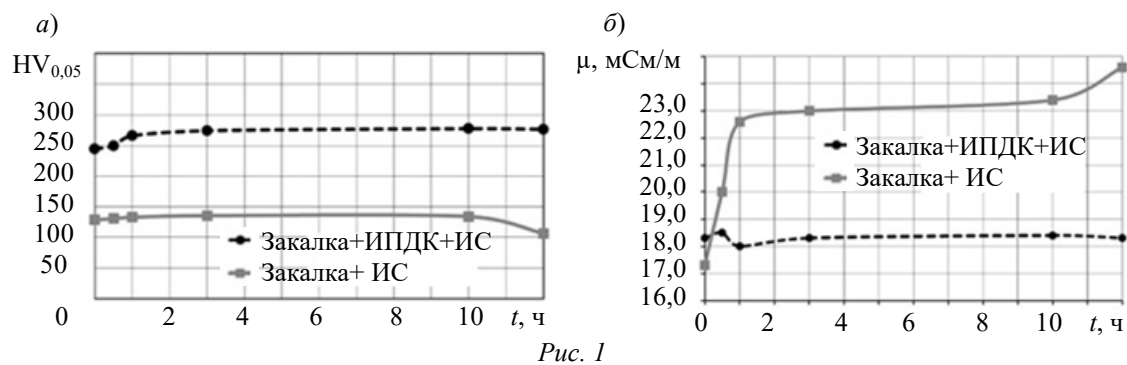 а)
HV0,05
300
250
200
150
100
50
0
2
4
6
8
10
t, ч
Закалка+ИПДК+ИС
Закалка+ ИС
б)
μ, мСм/м
23,0
22,0
21,0
20,0
19,0
18,0
17,0
16,0
0
2
4
6
8
10
t, ч
Закалка+ИПДК+ИС
Закалка+ ИС
Рис. 1